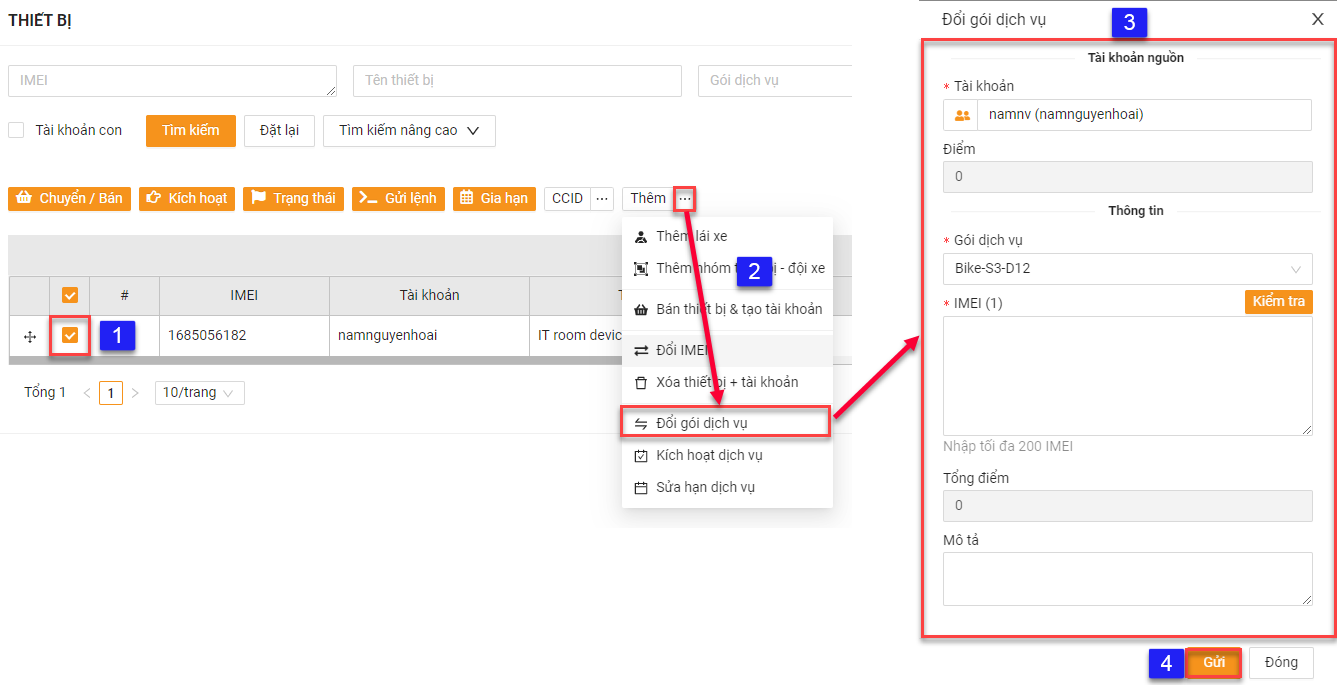 THIẾT BỊ
IMEI
Tên thiết bị
Gói dịch vụ
Tài khoản con
Tìm kiếm
Đặt lại
Tìm kiếm nâng cao
Chuyển / Bán
Kích hoạt
Trạng thái
Gửi lệnh
Gia hạn
CCID
Thêm
# IMEI Tài khoản
1
1685056182 namnguyenhoai IT room devic
Tổng 1
1
10/trang
2
Thêm lái xe
Thêm nhóm ị - đội xe
Bán thiết bị & tạo tài khoản
Đổi IMEI
Xóa thiết bị + tài khoản
Đổi gói dịch vụ
Kích hoạt dịch vụ
Sửa hạn dịch vụ
Đổi gói dịch vụ
3
X
Tài khoản nguồn
* Tài khoản
namnv (namnguyenhoai)
Điểm
0
Thông tin
* Gói dịch vụ
Bike-S3-D12
* IMEI (1)
Kiểm tra
Nhập tối đa 200 IMEI
Tổng điểm
0
Mô tả
4
Gửi
Đóng